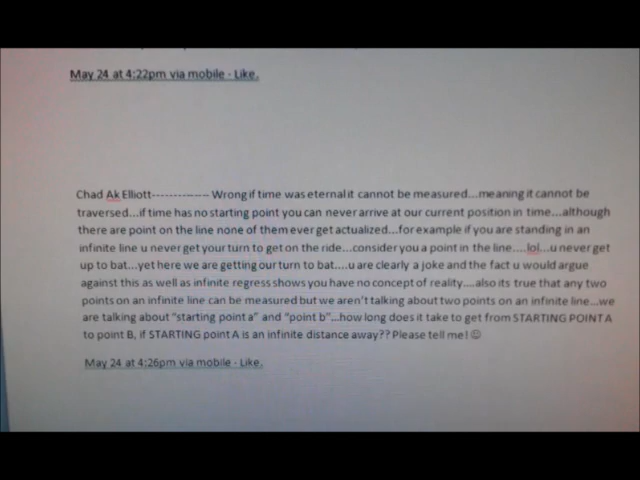 May 24 at 4:22pm via mobile - Like.
Chad Ak Elliott-------------- Wrong if time was eternal it cannot be measured...meaning it cannot be
traversed...if time has no starting point you can never arrive at our current position in time...although
there are point on the line none of them ever get actualized...for example if you are standing in an
infinite line u never get your turn to get on the ride...consider you a point in the line....lol...u never get
up to bat...yet here we are getting our turn to bat....u are clearly a joke and the fact u would argue
against this as well as infinite regress shows you have no concept of reality....also its true that any two
points on an infinite line can be measured but we aren't talking about two points on an infinite line...we
are talking about "starting point a" and "point b"...how long does it take to get from STARTING POINT A
to point B, if STARTING point A is an infinite distance away?? Please tell me! ☺
May 24 at 4:26pm via mobile - Like.